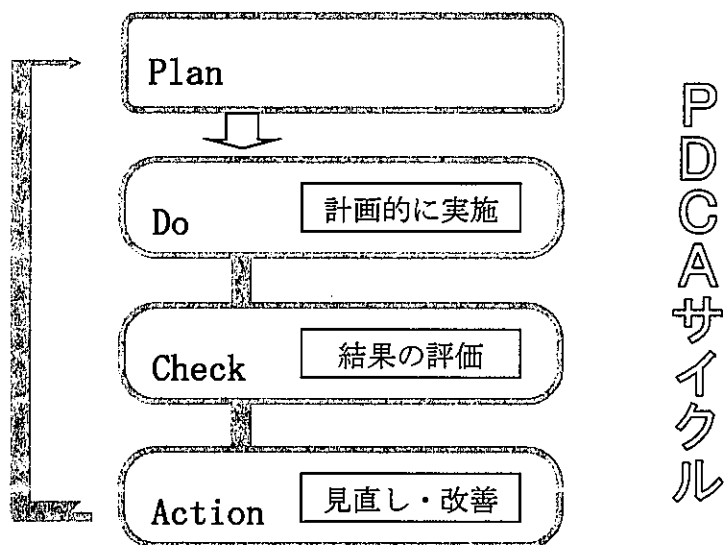 Plan
Do 計画的に実施
Check 結果の評価
Action 見直し・改善
PDCAサイクル